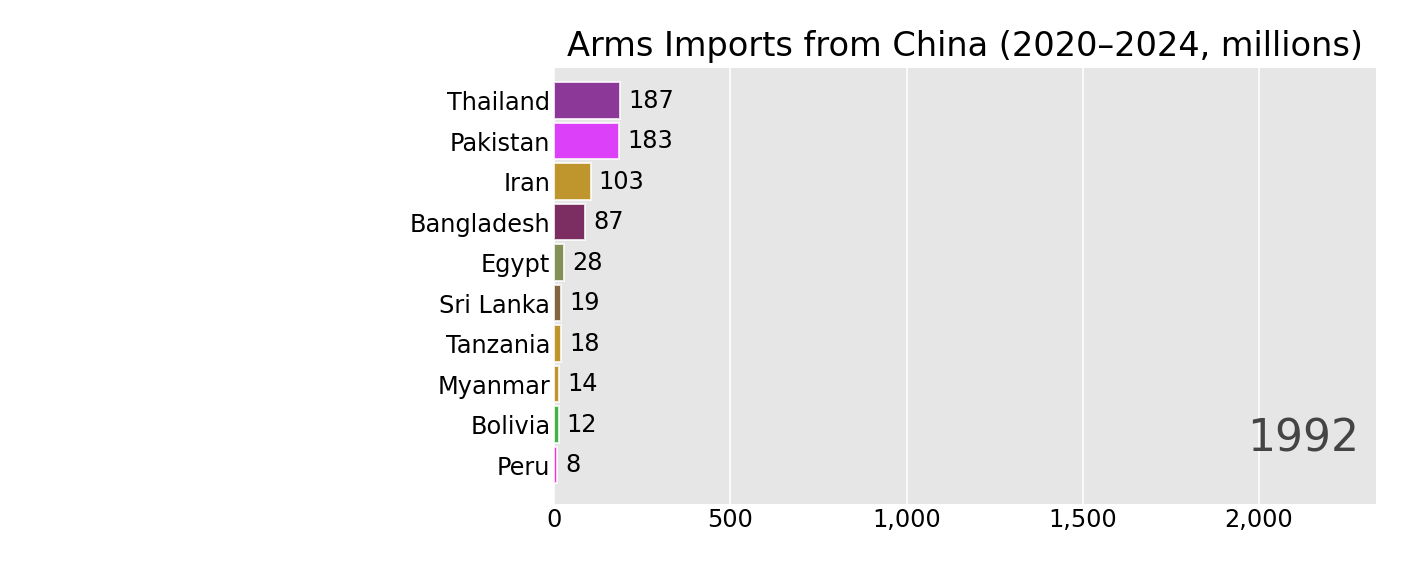 Arms Imports from China (2020–2024, millions)
Thailand 187
Pakistan 183
Iran 103
Bangladesh 87
Egypt 28
Sri Lanka 19
Tanzania 18
Myanmar 14
Bolivia 12
Peru 8
1992
0 500 1,000 1,500 2,000